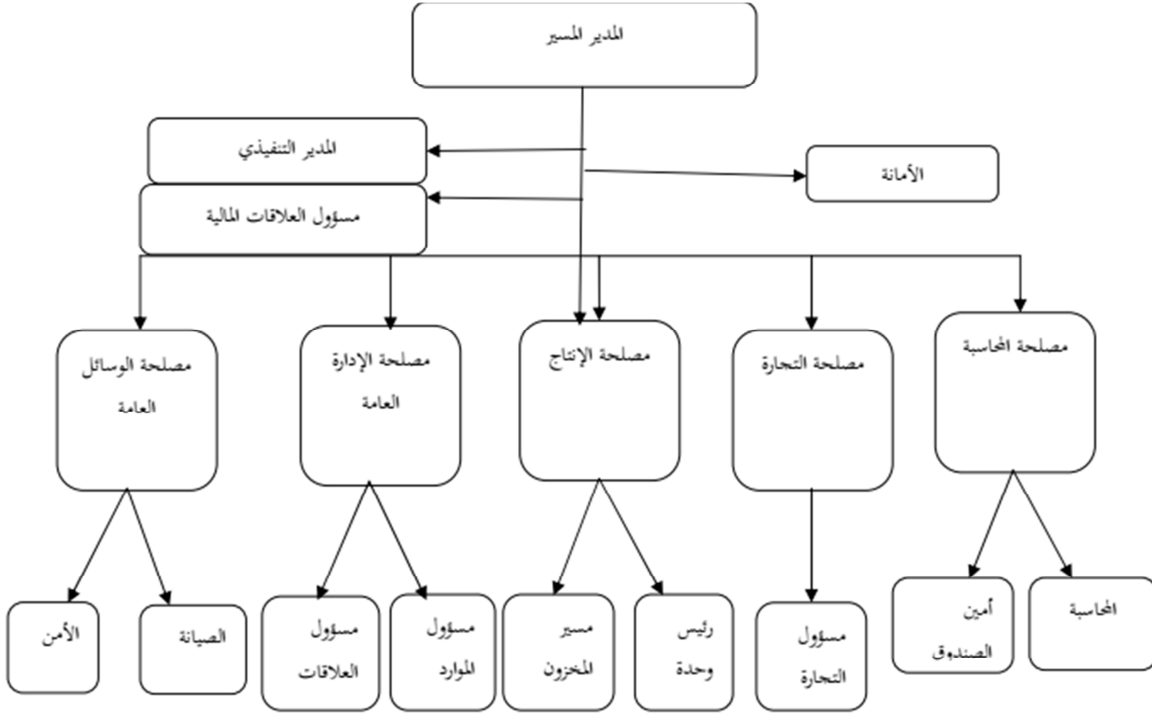 المدير المسير
المدير التنفيذي
الأمانة
مسؤول العلاقات المالية
مصلحة المحاسبة
مصلحة التجارة
مصلحة الإنتاج
مصلحة الإدارة
العامة
مصلحة الوسائل
العامة
المحاسبة
أمين
الصندوق
مسؤول
التجارة
رئيس
وحدة
مسير
المخزون
مسؤول
الموارد
مسؤول
العلاقات
الصيانة
الأمن